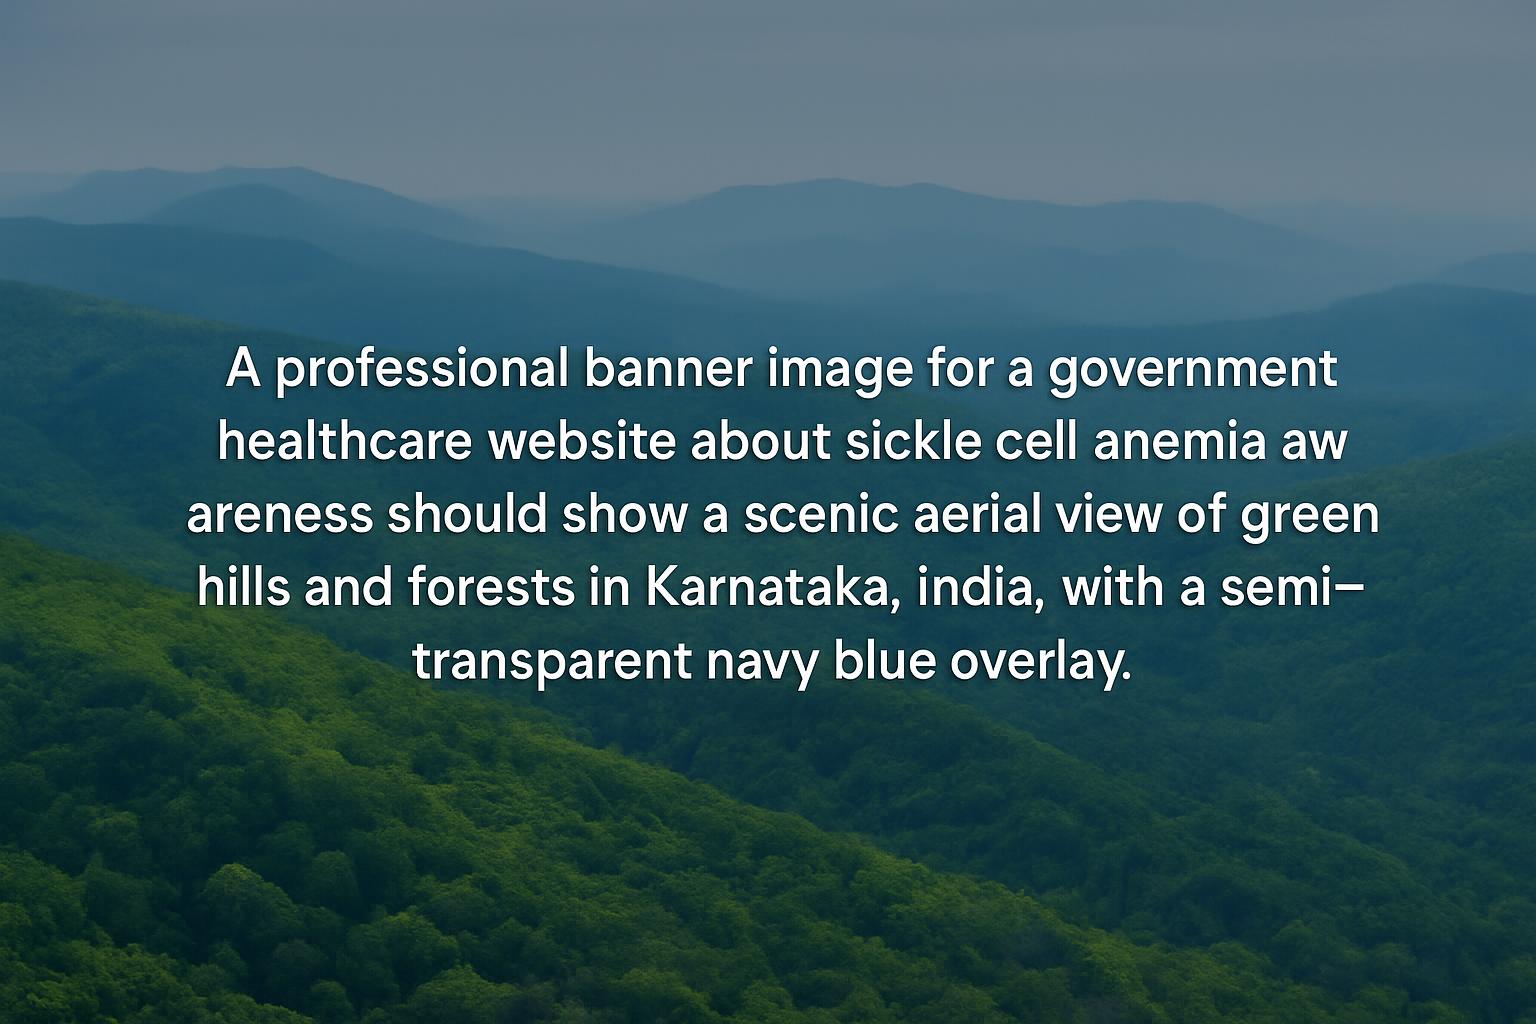 A professional banner image for a government
healthcare website about sickle cell anemia aw
areness should show a scenic aerial view of green
hills and forests in Karnataka, india, with a semi–
transparent navy blue overlay.